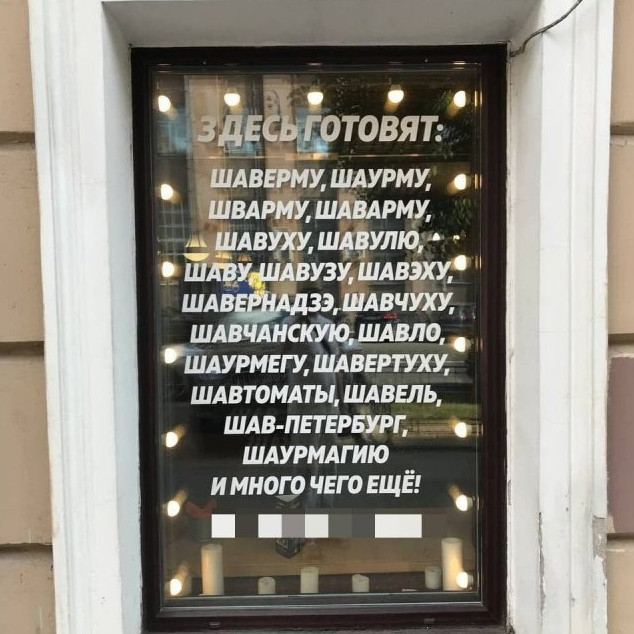 ЗДЕСЬ ГОТОВЯТ:
ШАВЕРМУ, ШАУРМУ,
ШВАРМУ, ШАВАРМУ,
ШАВУХУ, ШАВУЛЮ,
ШАВУ, ШАВУЗУ, ШАВЭХУ,
ШАВЕРНАДЗЭ, ШАВЧУХУ,
ШАВЧАНСКУЮ, ШАВЛО,
ШАУРМЕГУ, ШАВЕРТУХУ,
ШАВТОМАТЫ, ШАВЕЛЬ,
ШАВ-ПЕТЕРБУРГ,
ШАУРМАГИЮ
И МНОГО ЧЕГО ЕЩЁ!